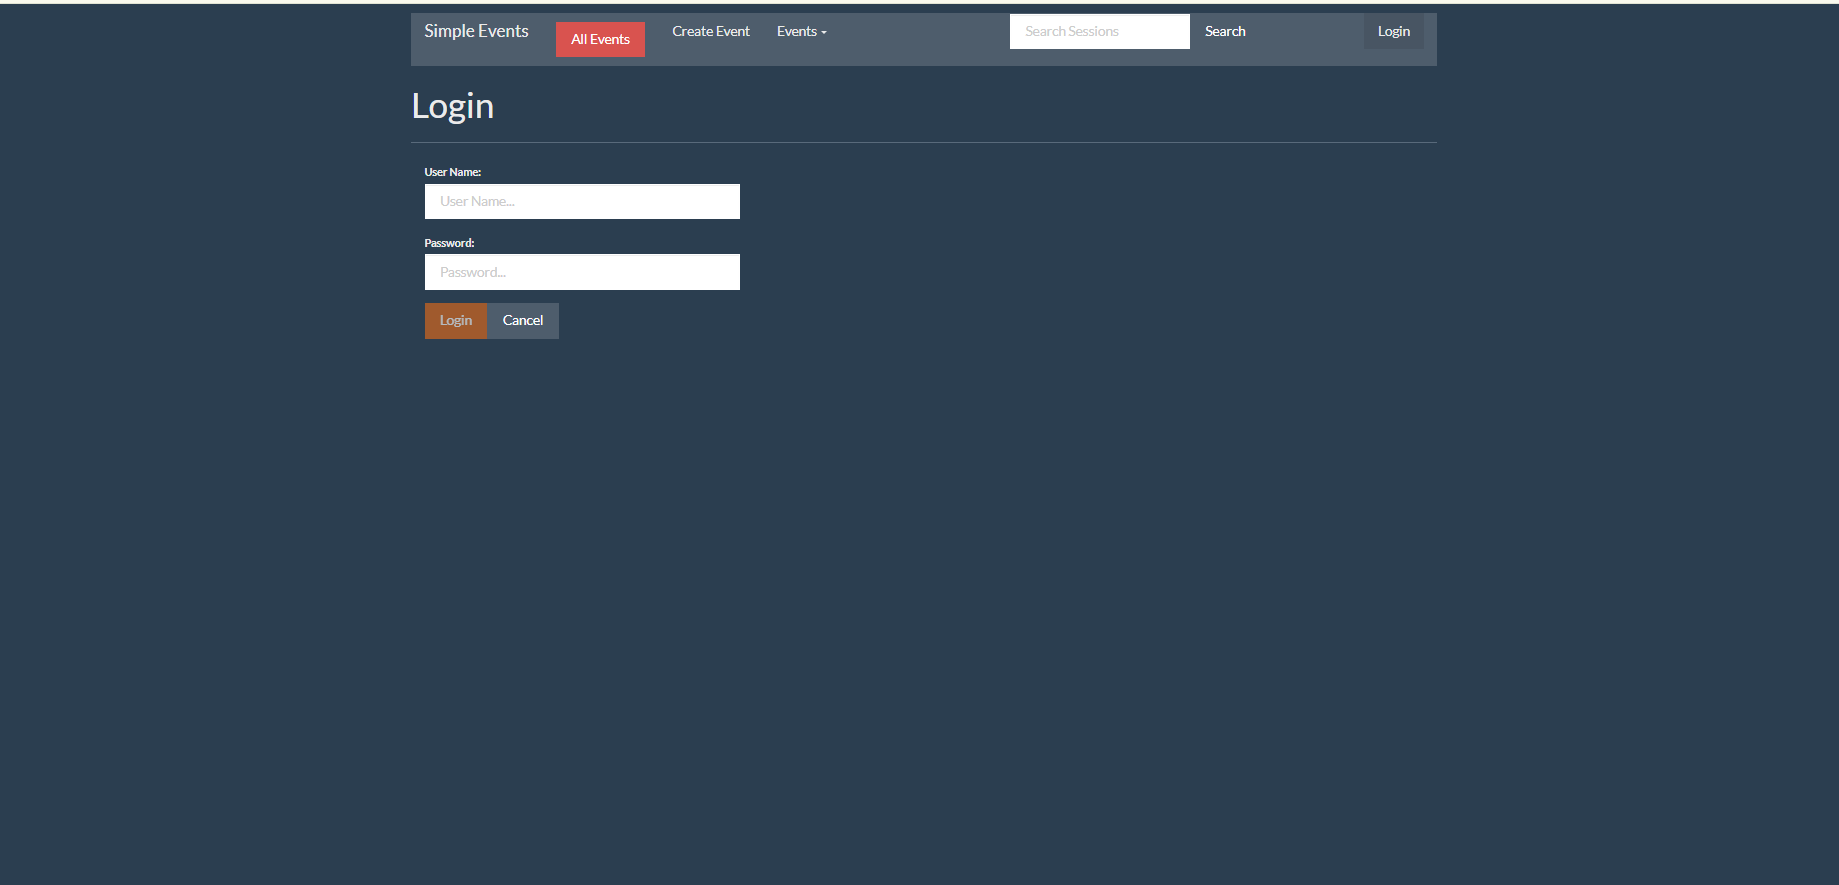 Simple Events All Events Create Event Events Search Sessions Search Login
Login
User Name:
User Name...
Password:
Password...
Login Cancel